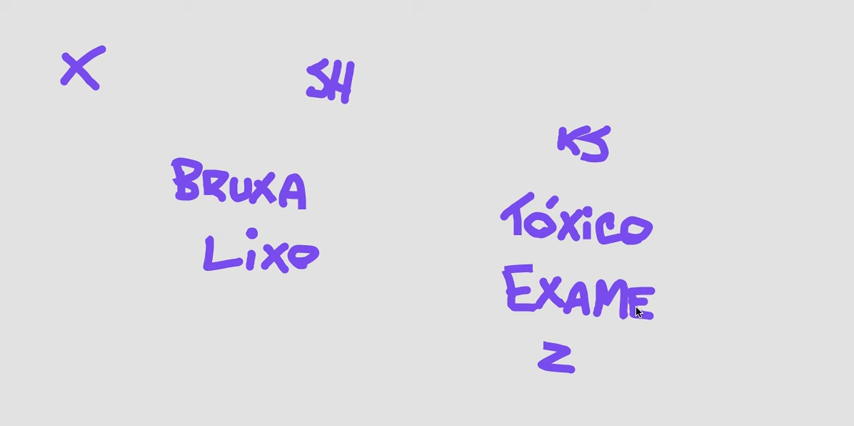 X
SH
BRUXA
LiXO
KS
TÓXiCO
EXAME
Z